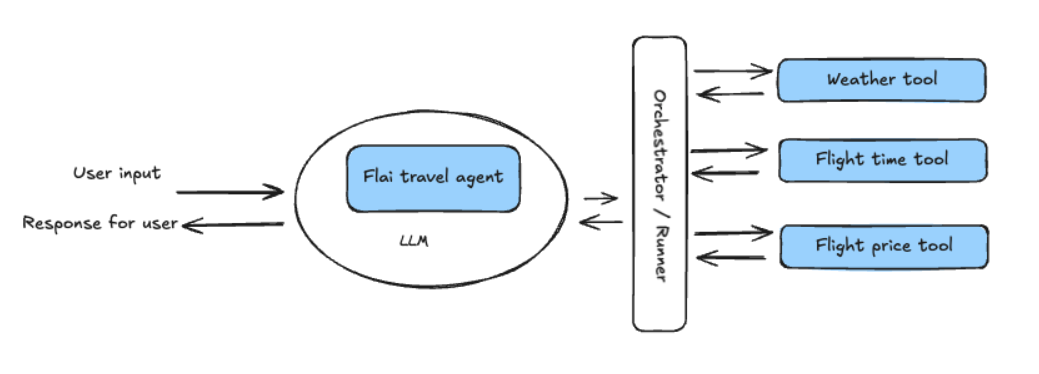 User input
Response for user
Flai travel agent
LLM
Orchestrator / Runner
Weather tool
Flight time tool
Flight price tool